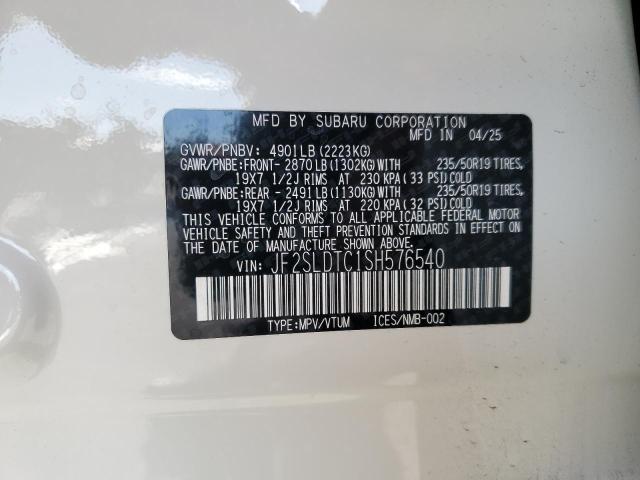 MFD BY SUBARU CORPORATION
MFD IN 04/25
GVWR/PNBV: 4901LB (2223KG)
GAWR/PNBE:FRONT- 2870LB(1302KG)WITH 235/50R19 TIRES,
19X7 1/2J RIMS AT 230 KPA(33 PSI)COLD
GAWR/PNBE:REAR - 2491LB(1130KG)WITH 235/50R19 TIRES,
19X7 1/2J RIMS AT 220 KPA(32 PSI)COLD
THIS VEHICLE CONFORMS TO ALL APPLICABLE FEDERAL MOTOR
VEHICLE SAFETY AND THEFT PREVENTION STANDARDS IN EFFECT
ON THE DATE OF MANUFACTURE SHOWN ABOVE.
VIN: JF2SLDTC1SH576540
TYPE:MPV/VTUM ICES/NMB-002